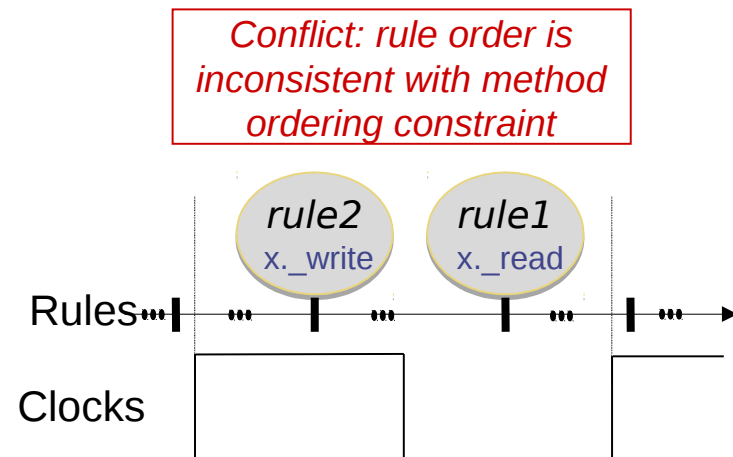 Conflict: rule order is
inconsistent with method
ordering constraint
rule2
x._write
rule1
x._read
Rules
Clocks